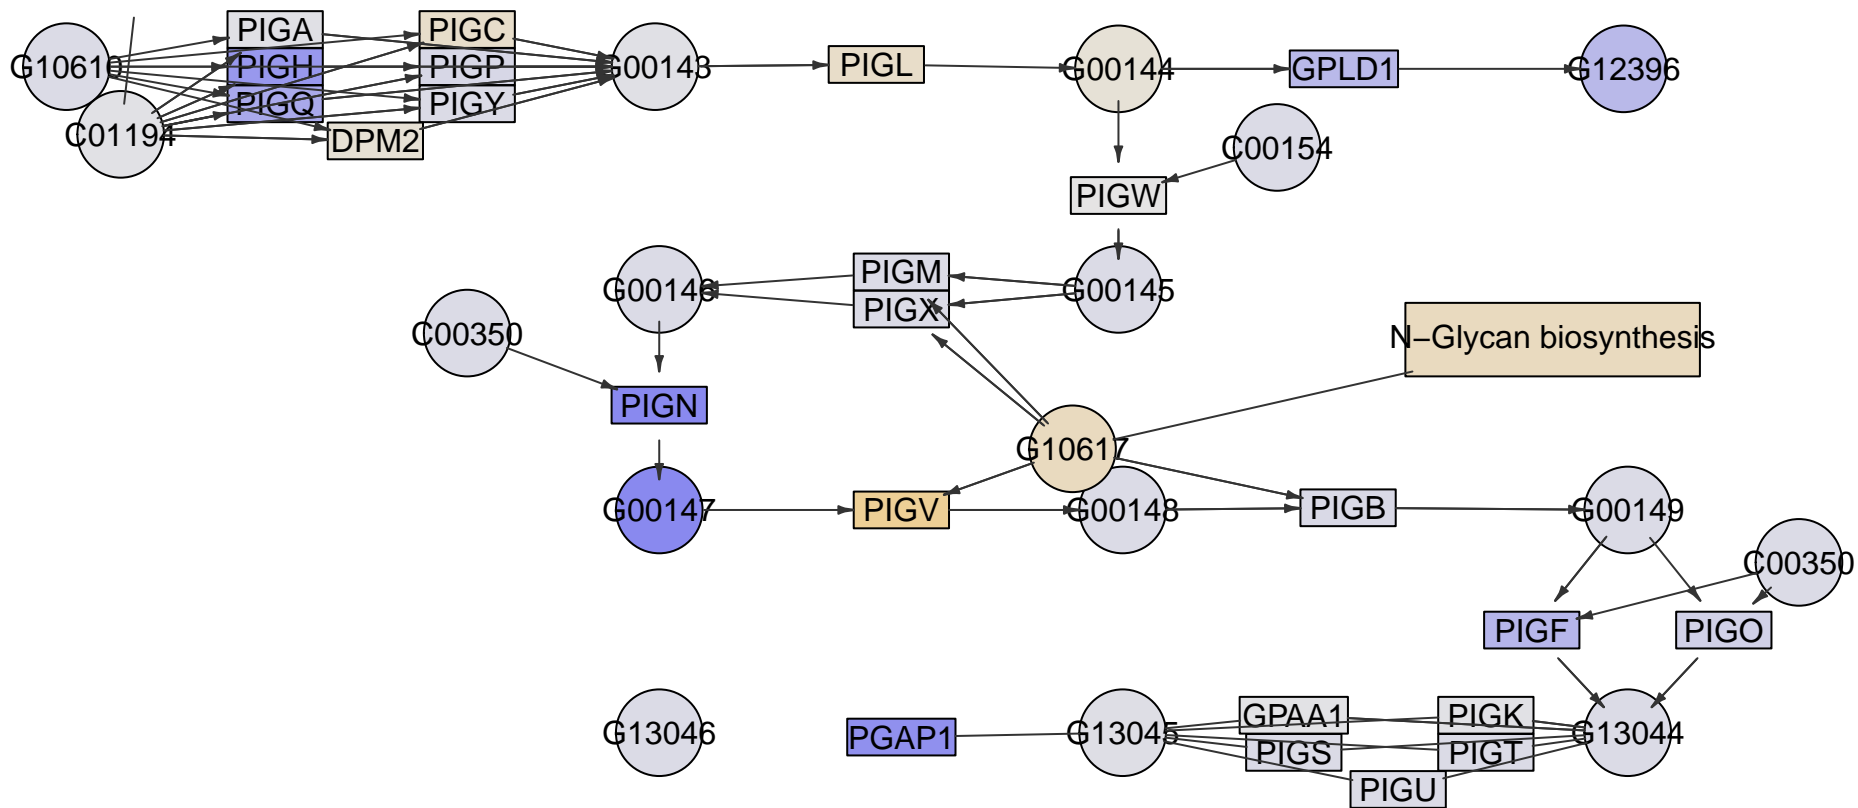 PIGA
PIGC
G10610
PIGH
PIGP
G00143
PIGL
G00144
GPLD1
G12396
PIGQ
PIGY
C01194
DPM2
C00154
PIGW
PIGM
G00146
G00145
PIGX
C00350
N−Glycan biosynthesis
PIGN
G10617
G00147
PIGV
G00148
PIGB
G00149
C00350
PIGF
PIGO
GPAA1
PIGK
G13046
PGAP1
G13045
G13044
PIGS
PIGT
PIGU